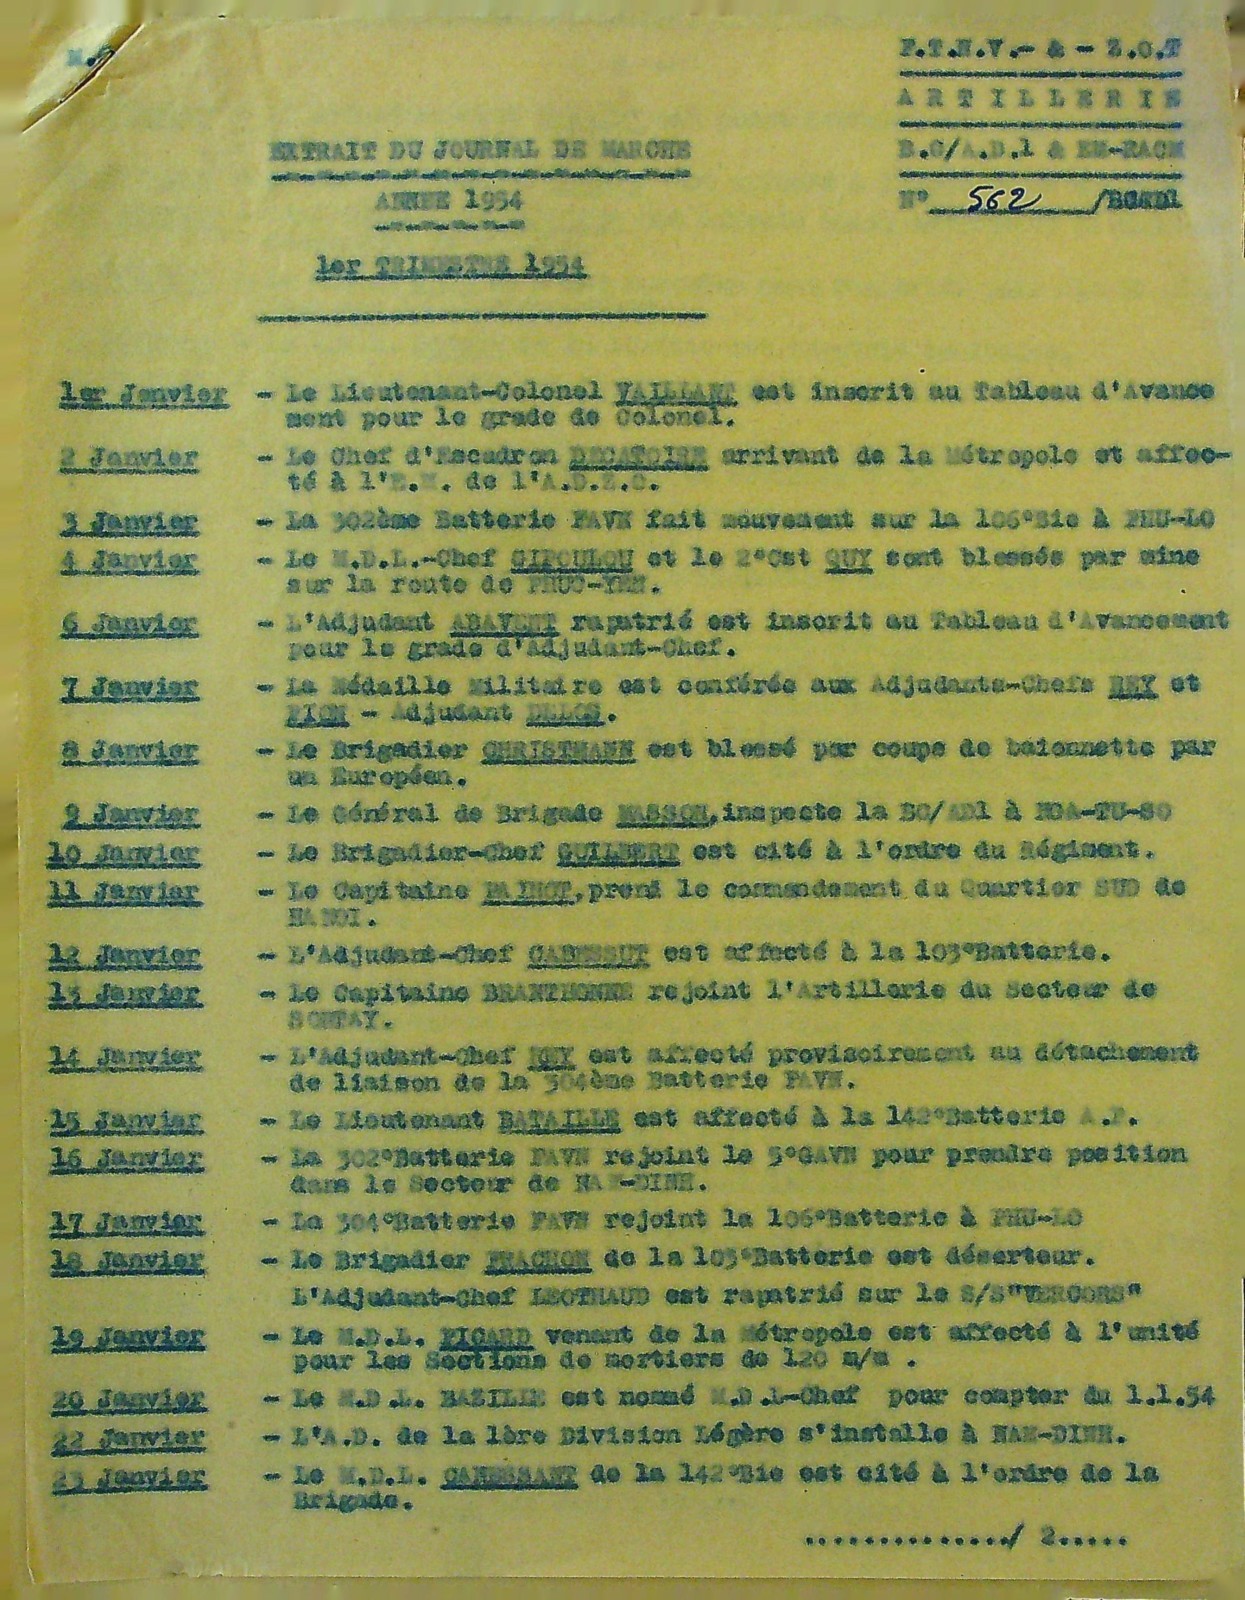 F.T.N.V.- & - Z.O.T
ARTILLERIE
B.C/A.D.1 & EM-RACM
N° 562 /BC&D1
EXTRAIT DU JOURNAL DE MARCHE
ANNEE 1954
1er TRIMESTRE 1954
1er Janvier - Le Lieutenant-Colonel VAILLANT est inscrit au Tableau d'Avance
ment pour le grade de Colonel.
2 Janvier - Le Chef d'Escadron DECATOIRE arrivant de la Métropole et affec-
té à l'E.M. de l'A.D.E.C.
3 Janvier - La 302ème Batterie FAVN fait mouvement sur la 106°Bie à PHU-LO
4 Janvier - Le M.D.L.-Chef GIPOULOU et le 2°Cst QUY sont blessés par mine
sur la route de PHUC-YEN.
6 Janvier - L'Adjudant ABAVENT rapatrié est inscrit au Tableau d'Avancement
pour le grade d'Adjudant-Chef.
7 Janvier - La Médaille Militaire est conférée aux Adjudants-Chefs REY et
PION - Adjudant DELOS.
8 Janvier - Le Brigadier CHRISTMANN est blessé par coupe de baionnette par
un Européen.
9 Janvier - Le Général de Brigade MASSON, inspecte la BC/AD1 à HOA-TU-SO
10 Janvier - Le Brigadier-Chef GUILBERT est cité à l'ordre du Régiment.
11 Janvier - Le Capitaine PAINOT, prend le commandement du Quartier SUD de
HANOI.
12 Janvier - L'Adjudant-Chef CABESSUT est affecté à la 103°Batterie.
13 Janvier - Le Capitaine BRANTHONNE rejoint l'Artillerie du Secteur de
SONTAY.
14 Janvier - L'Adjudant-Chef REY est affecté provisoirement au détachement
de liaison de la 304ème Batterie FAVN.
15 Janvier - Le Lieutenant BATAILLE est affecté à la 142°Batterie A.P.
16 Janvier - La 302°Batterie FAVN rejoint le 5°GAVN pour prendre position
dans le Secteur de NAM-DINH.
17 Janvier - La 304°Batterie FAVN rejoint la 106°Batterie à PHU-LO
18 Janvier - Le Brigadier FRACHON de la 103°Batterie est déserteur.
L'Adjudant-Chef LEOTHAUD est rapatrié sur le S/S"VERCORS"
19 Janvier - Le M.D.L. PICARD venant de la Métropole est affecté à l'unité
pour les Sections de mortiers de 120 m/m .
20 Janvier - Le M.D.L. BAZILIE est nommé M.D.L-Chef pour compter du 1.1.54
22 Janvier - L'A.D. de la 1ère Division Légère s'installe à NAM-DINH.
23 Janvier - Le M.D.L. CANESSANT de la 142°Bie est cité à l'ordre de la
Brigade.
............../ 2.....